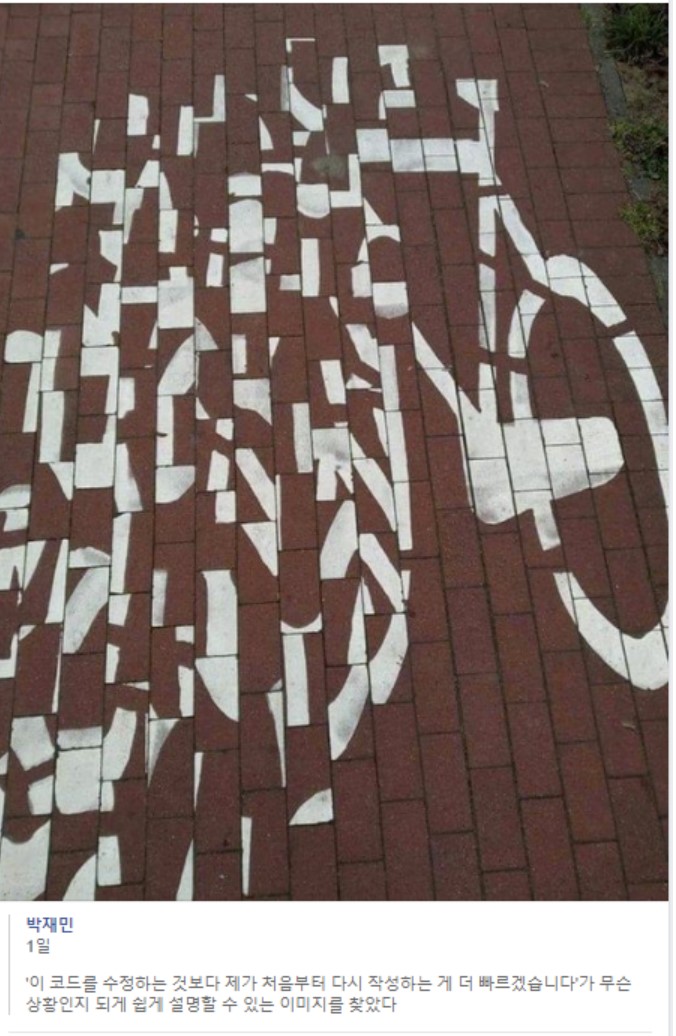 박재민
1일
'이 코드를 수정하는 것보다 제가 처음부터 다시 작성하는 게 더 빠르겠습니다'가 무슨
상황인지 되게 쉽게 설명할 수 있는 이미지를 찾았다